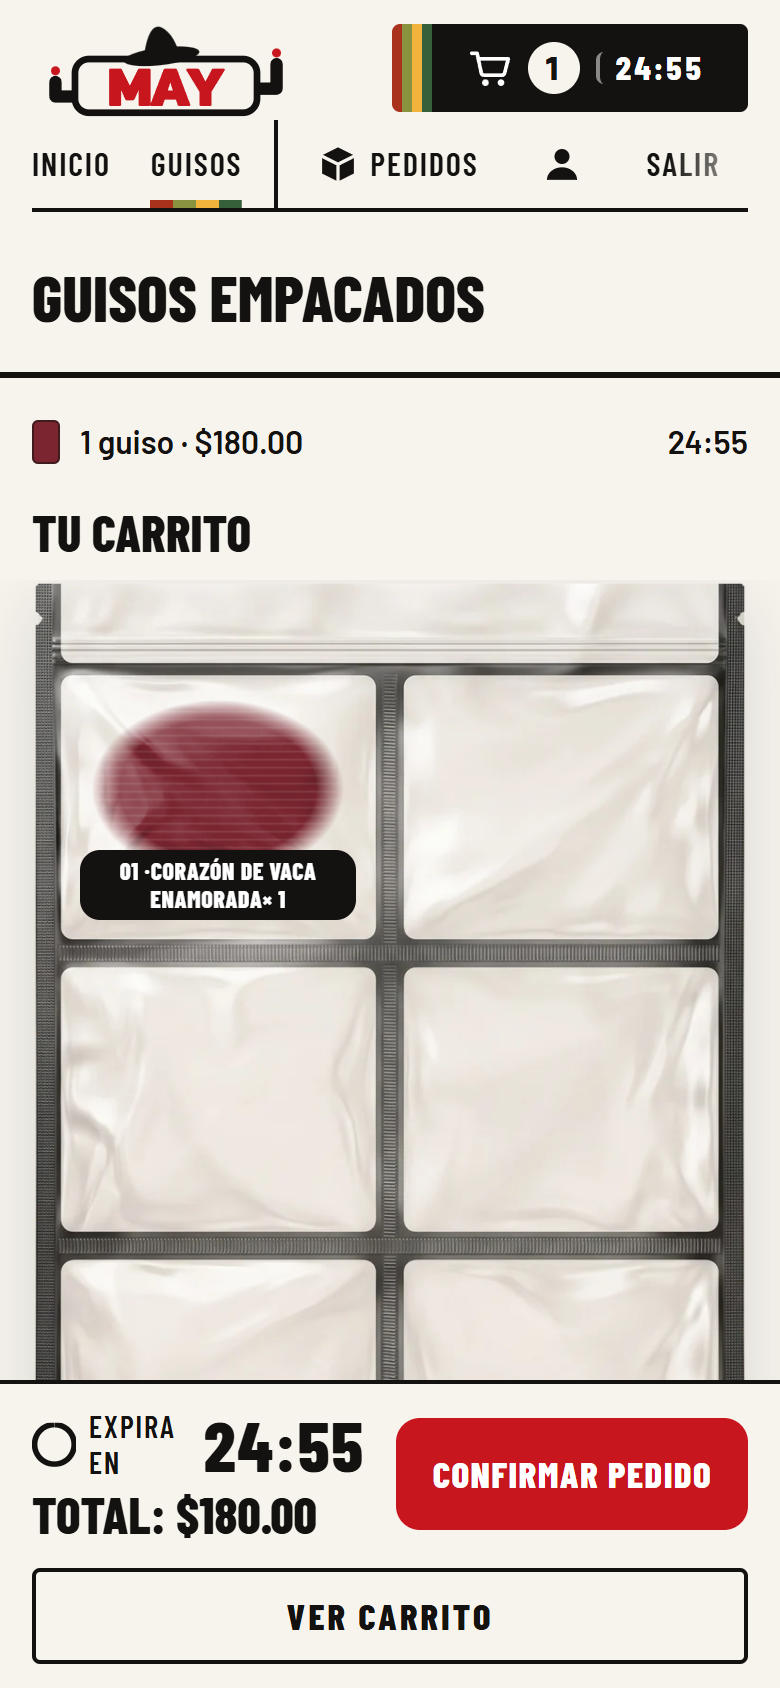 MAY
1 24:55
INICIO GUISOS PEDIDOS SALIR
GUISOS EMPACADOS
1 guiso · $180.00 24:55
TU CARRITO
01 ·CORAZÓN DE VACA
ENAMORADA× 1
EXPIRA
EN
24:55
TOTAL: $180.00
CONFIRMAR PEDIDO
VER CARRITO